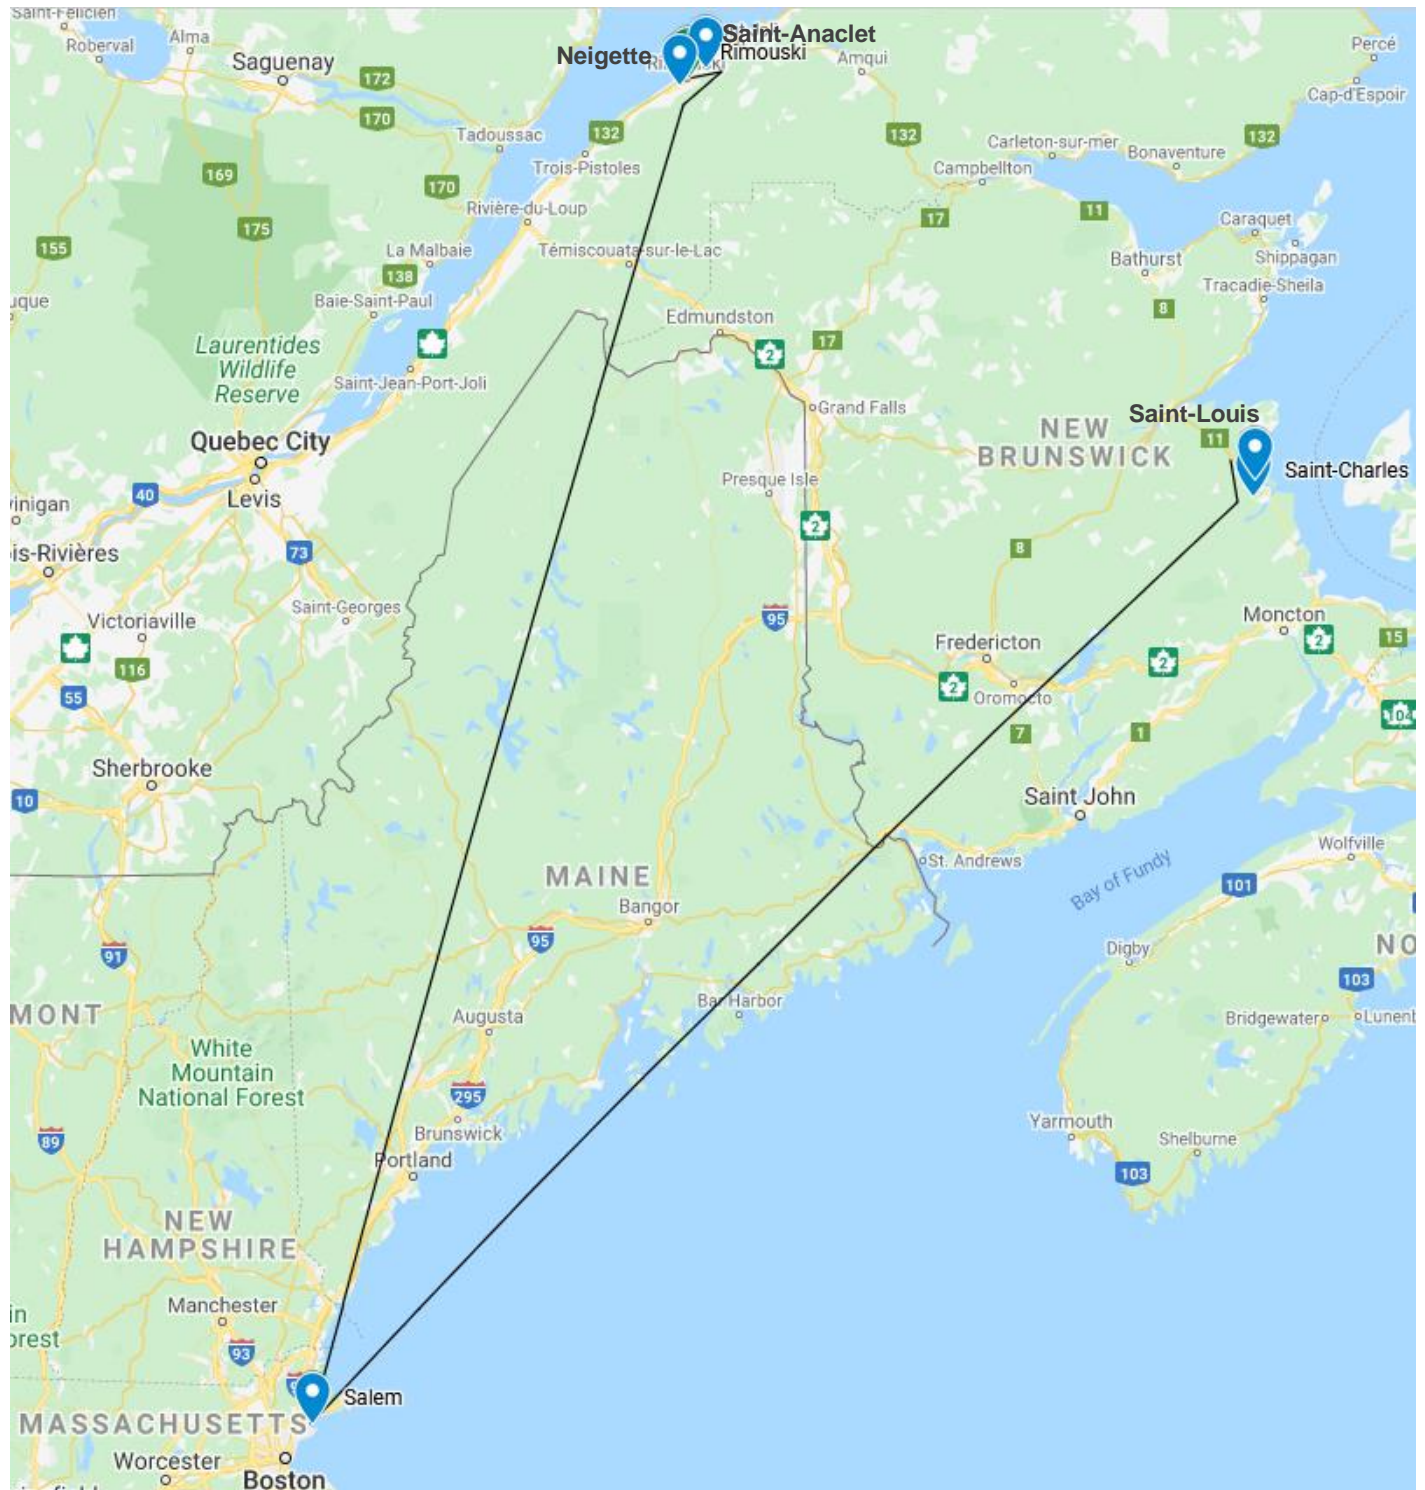 Saint-Félicien
Roberval
Alma
Saguenay
172
170
Tadoussac
Neigette
Saint-Anaclet
Rimouski
Amqui
Percé
Cap-d'Espoir
132
Trois-Pistoles
132
Carleton-sur-mer
Bonaventure
132
Campbellton
169
170
175
155
Rivière-du-Loup
La Malbaie
138
Témiscouata-sur-le-Lac
17
11
Caraquet
Shippagan
Bathurst
Tracadie-Sheila
8
Baie-Saint-Paul
Edmundston
17
2
Laurentides
Wildlife
Reserve
Saint-Jean-Port-Joli
Grand Falls
Saint-Louis
11
NEW
BRUNSWICK
Saint-Charles
Quebec City
Levis
40
Presque Isle
2
8
73
Victoriaville
116
55
Saint-Georges
95
Fredericton
Oromocto
2
2
Moncton
2
15
104
7
1
Sherbrooke
10
Saint John
Wolfville
MAINE
Bangor
St. Andrews
Bay of Fundy
101
95
91
Digby
103
Bar Harbor
Augusta
Bridgewater
White
Mountain
National Forest
295
Brunswick
89
Portland
Yarmouth
Shelburne
103
NEW
HAMPSHIRE
Manchester
93
Salem
MASSACHUSETTS
Worcester
Boston